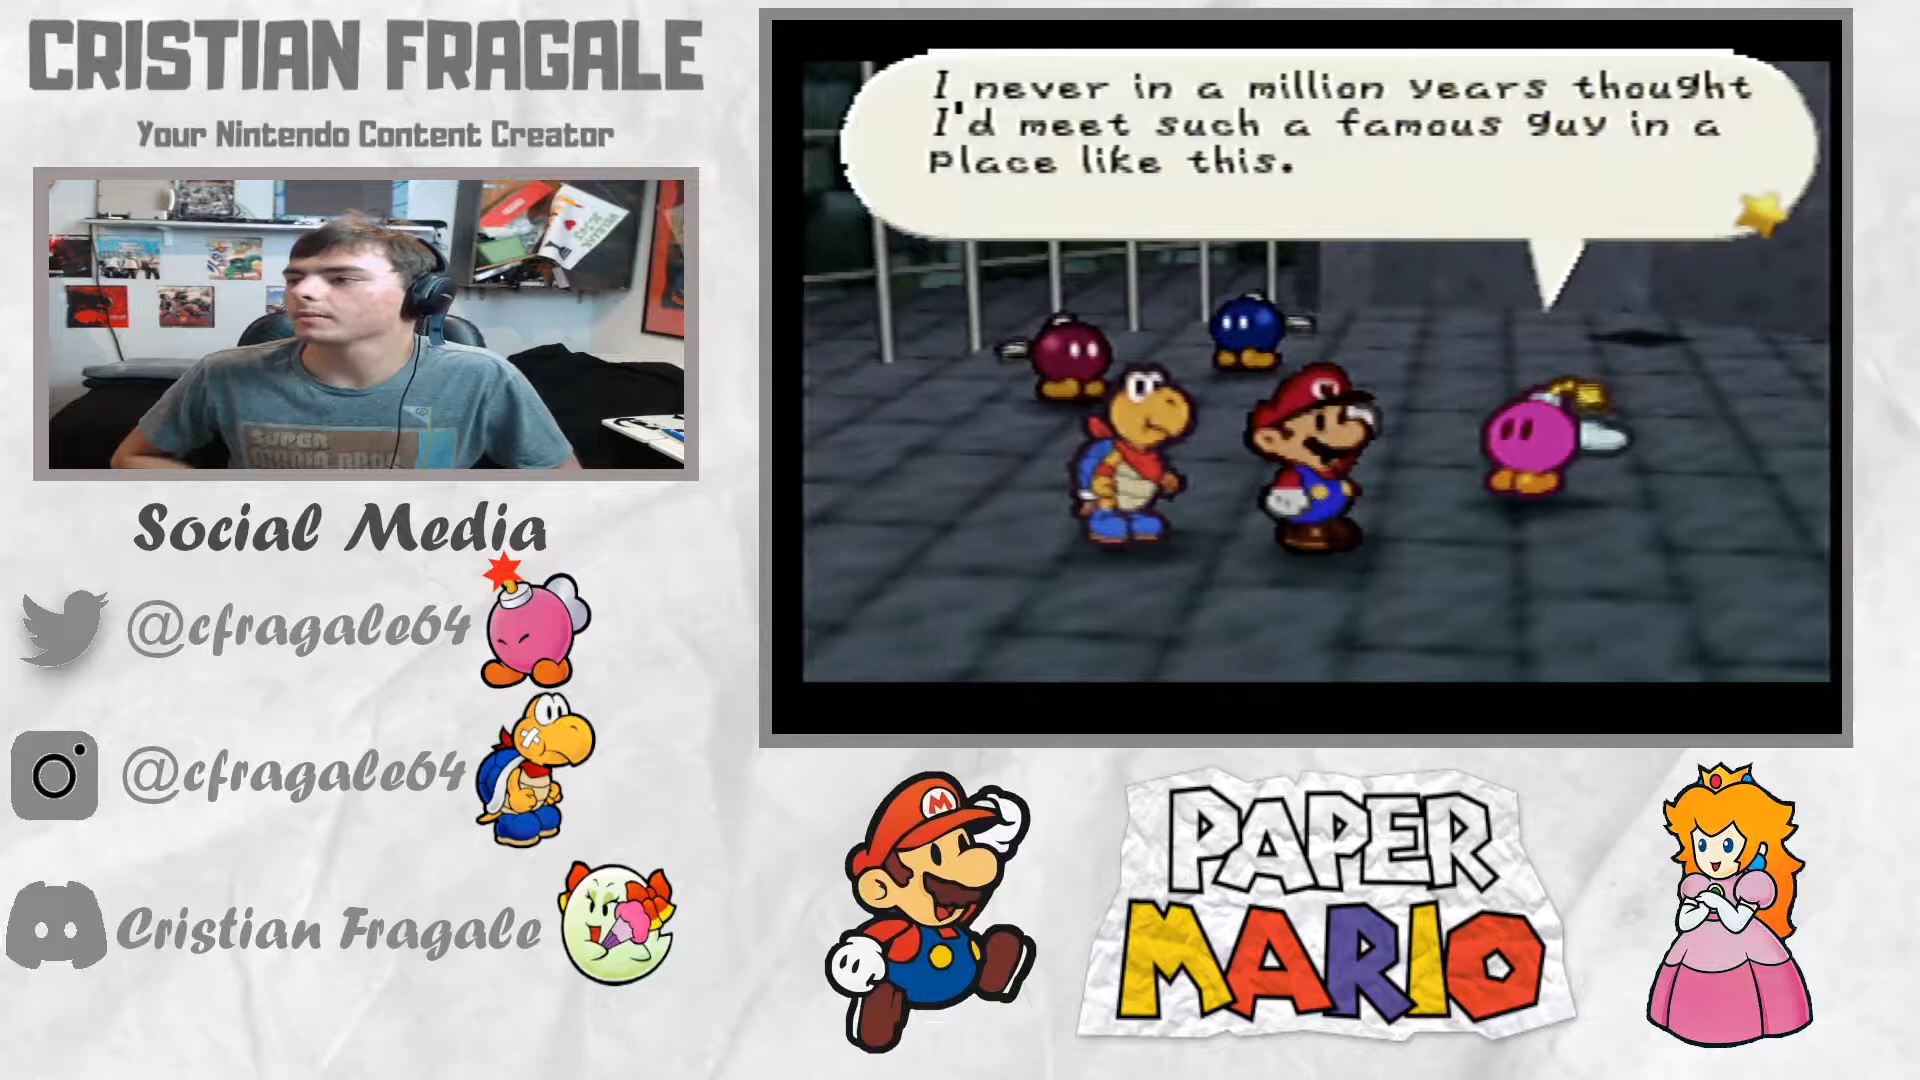 CRISTIAN FRAGALE
Your Nintendo Content Creator
I never in a million years thought
I'd meet such a famous guy in a
place like this.
SUPER
Social Media
@cfragale64
@cfragale64
Cristian Fragale
M
PAPER
MARIO